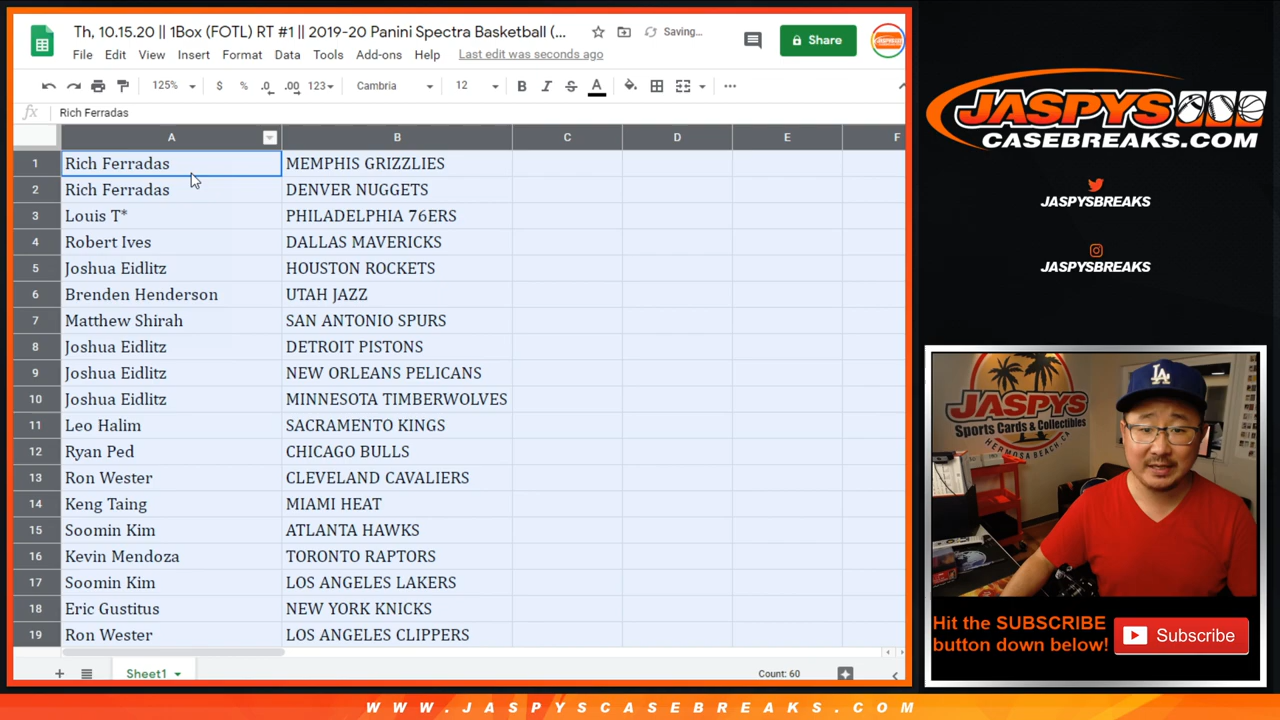 Th, 10.15.20 || 1Box (FOTL) RT #1 || 2019-20 Panini Spectra Basketball (...
Saving...
Share
File Edit View Insert Format Data Tools Add-ons Help Last edit was seconds ago
125% $ % .0 .00 123 Cambria 12 B I S A
fx Rich Ferradas
A B C D E F
1 Rich Ferradas MEMPHIS GRIZZLIES
2 Rich Ferradas DENVER NUGGETS
3 Louis T* PHILADELPHIA 76ERS
4 Robert Ives DALLAS MAVERICKS
5 Joshua Eidlitz HOUSTON ROCKETS
6 Brenden Henderson UTAH JAZZ
7 Matthew Shirah SAN ANTONIO SPURS
8 Joshua Eidlitz DETROIT PISTONS
9 Joshua Eidlitz NEW ORLEANS PELICANS
10 Joshua Eidlitz MINNESOTA TIMBERWOLVES
11 Leo Halim SACRAMENTO KINGS
12 Ryan Ped CHICAGO BULLS
13 Ron Wester CLEVELAND CAVALIERS
14 Keng Taing MIAMI HEAT
15 Soomin Kim ATLANTA HAWKS
16 Kevin Mendoza TORONTO RAPTORS
17 Soomin Kim LOS ANGELES LAKERS
18 Eric Gustitus NEW YORK KNICKS
19 Ron Wester LOS ANGELES CLIPPERS
Sheet1
Count: 60
JASPYS
CASEBREAKS.COM
JASPYSBREAKS
JASPYSBREAKS
JASPYS
Sports Cards & Collectibles
HERMOSA BEACH, CA
LA
Hit the SUBSCRIBE
button down below!
Subscribe
WWW.JASPYSCASEBREAKS.COM